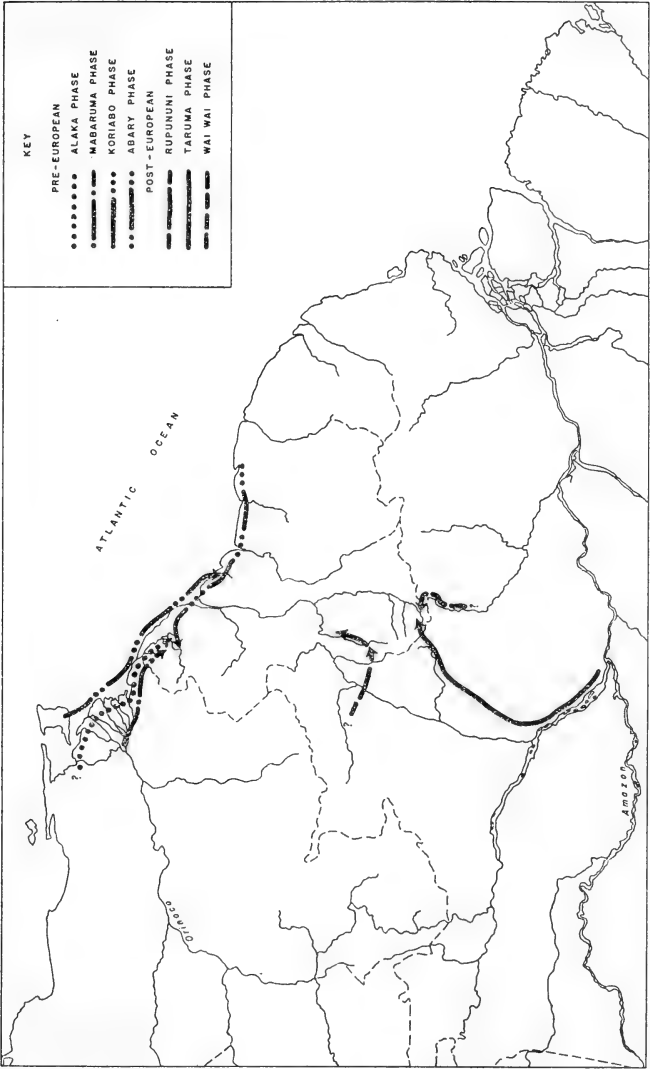 KEY
PRE-EUROPEAN
ALAKA PHASE
MABARUMA PHASE
KORIABO PHASE
ABARY PHASE
POST-EUROPEAN
RUPUNUNI PHASE
TARUMA PHASE
WAI WAI PHASE
ATLANTIC OCEAN
?
?
Orinoco
Amazon